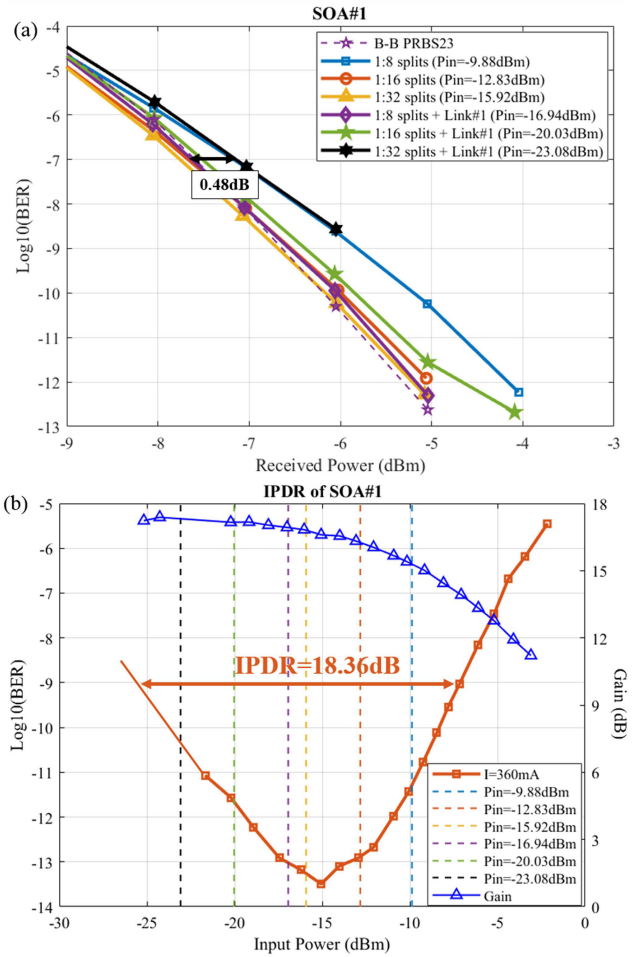 SOA#1
(a)
-4
-5
-6
-7
-8
-9
-10
-11
-12
-13
Log10(BER)
B-B PRBS23
1:8 splits (Pin=-9.88dBm)
1:16 splits (Pin=-12.83dBm)
1:32 splits (Pin=-15.92dBm)
1:8 splits + Link#1 (Pin=-16.94dBm)
1:16 splits + Link#1 (Pin=-20.03dBm)
1:32 splits + Link#1 (Pin=-23.08dBm)
0.48dB
-9 -8 -7 -6 -5 -4 -3
Received Power (dBm)
(b)
IPDR of SOA#1
-5
-6
-7
-8
-9
-10
-11
-12
-13
-14
Log10(BER)
IPDR=18.36dB
18
15
12
9
6
3
0
Gain (dB)
I=360mA
Pin=-9.88dBm
Pin=-12.83dBm
Pin=-15.92dBm
Pin=-16.94dBm
Pin=-20.03dBm
Pin=-23.08dBm
Gain
-30 -25 -20 -15 -10 -5 0
Input Power (dBm)